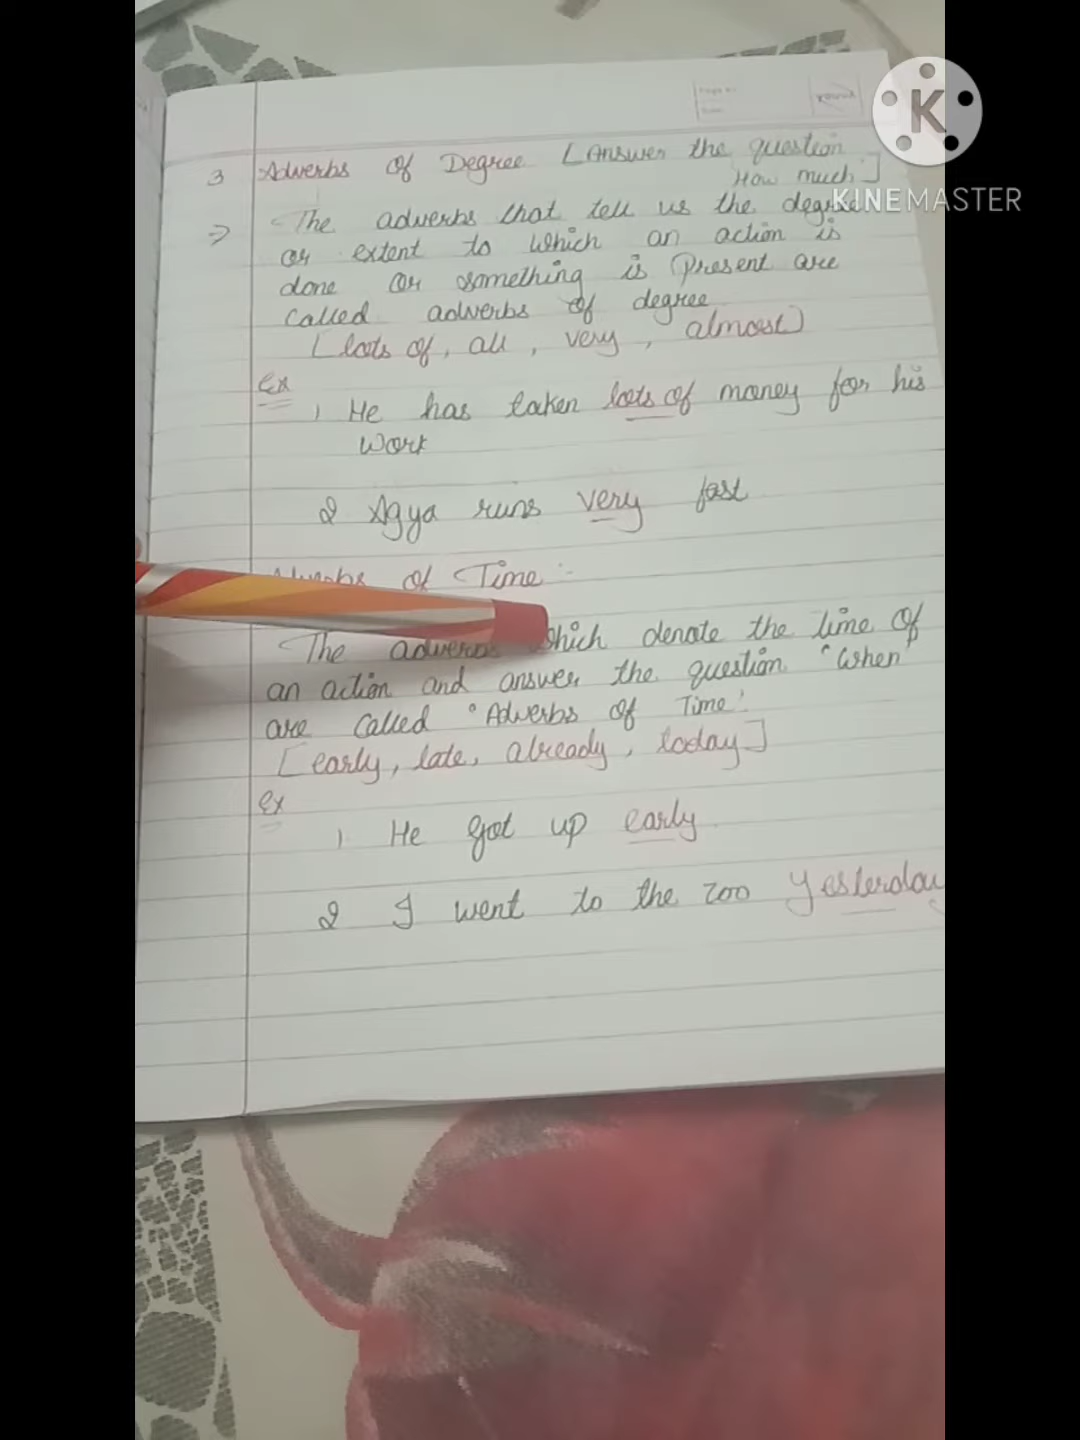 KINEMASTER
3 Adverbs of Degree [Answer the question
How much]
⇒ The adverbs that tell us the degree
or extent to which an action is
done or something is Present are
called adverbs of degree
[lots of, all, very, almost]
Ex
1 He has taken lots of money for his
work
2 Agya runs very fast
Adverbs of Time :-
The adverbs which denote the time of
an action and answer the question "When"
are called "Adverbs of Time".
[early, late, already, today]
Ex
1 He got up early
2 I went to the zoo yesterday